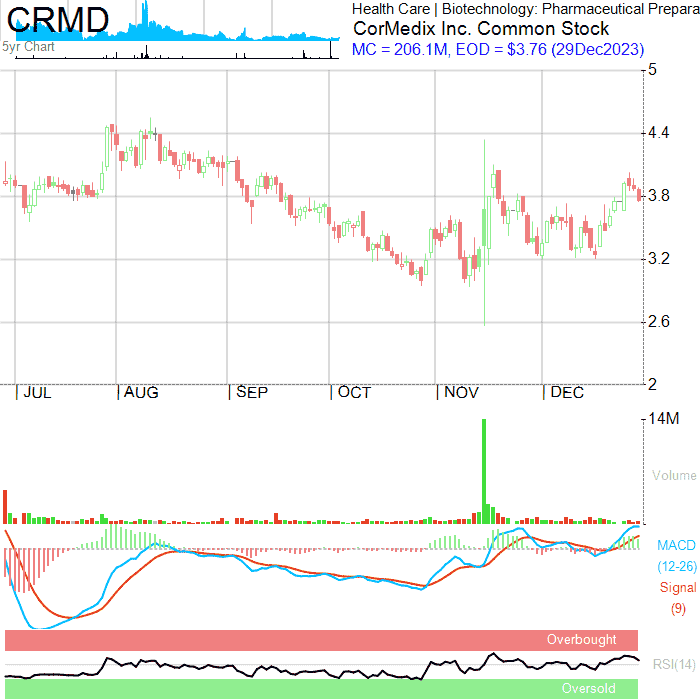 CRMD
5yr Chart
Health Care | Biotechnology: Pharmaceutical Prepara
CorMedix Inc. Common Stock
MC = 206.1M, EOD = $3.76 (29Dec2023)
5
4.4
3.8
3.2
2.6
2
JUL AUG SEP OCT NOV DEC
14M
Volume
MACD
(12-26)
Signal
(9)
Overbought
RSI(14)
Oversold